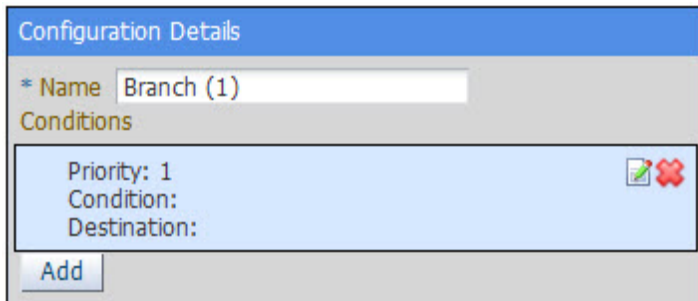 Configuration Details
* Name Branch (1)
Conditions
Priority: 1
Condition:
Destination:
Add